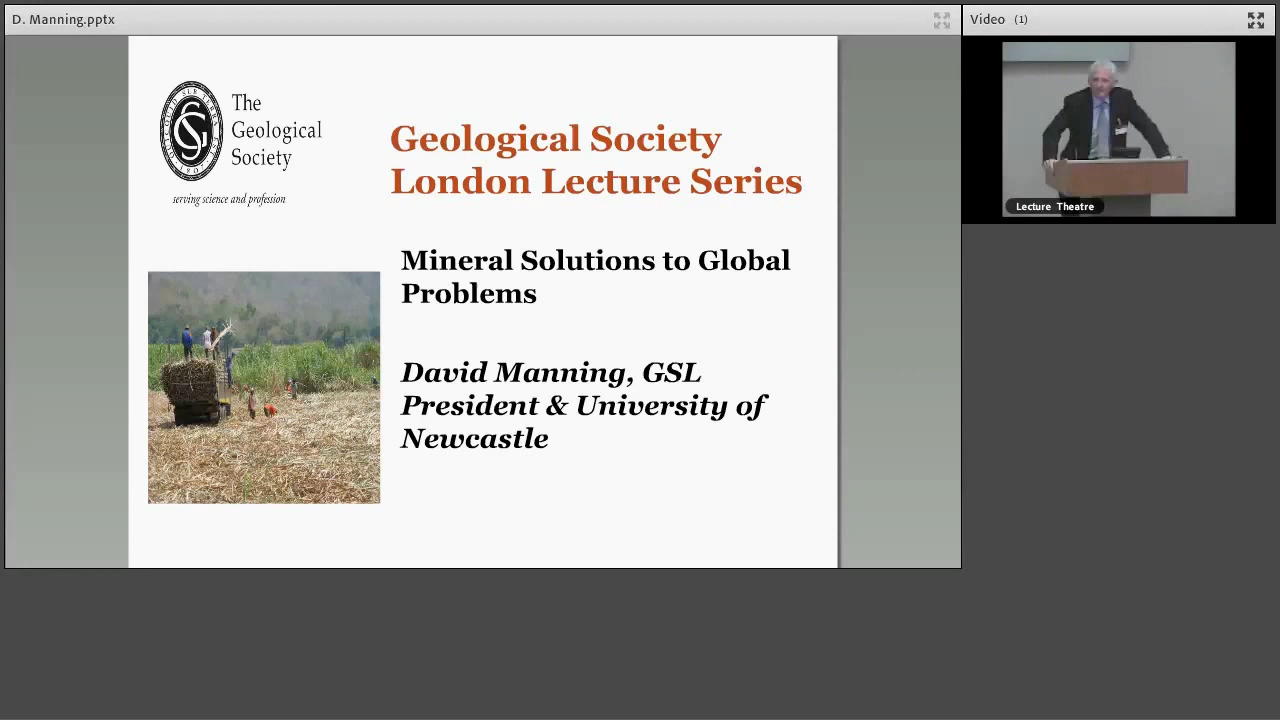 D. Manning.pptx
Video (1)
The
Geological
Society
serving science and profession
Geological Society
London Lecture Series
Mineral Solutions to Global
Problems
David Manning, GSL
President & University of
Newcastle
Lecture Theatre